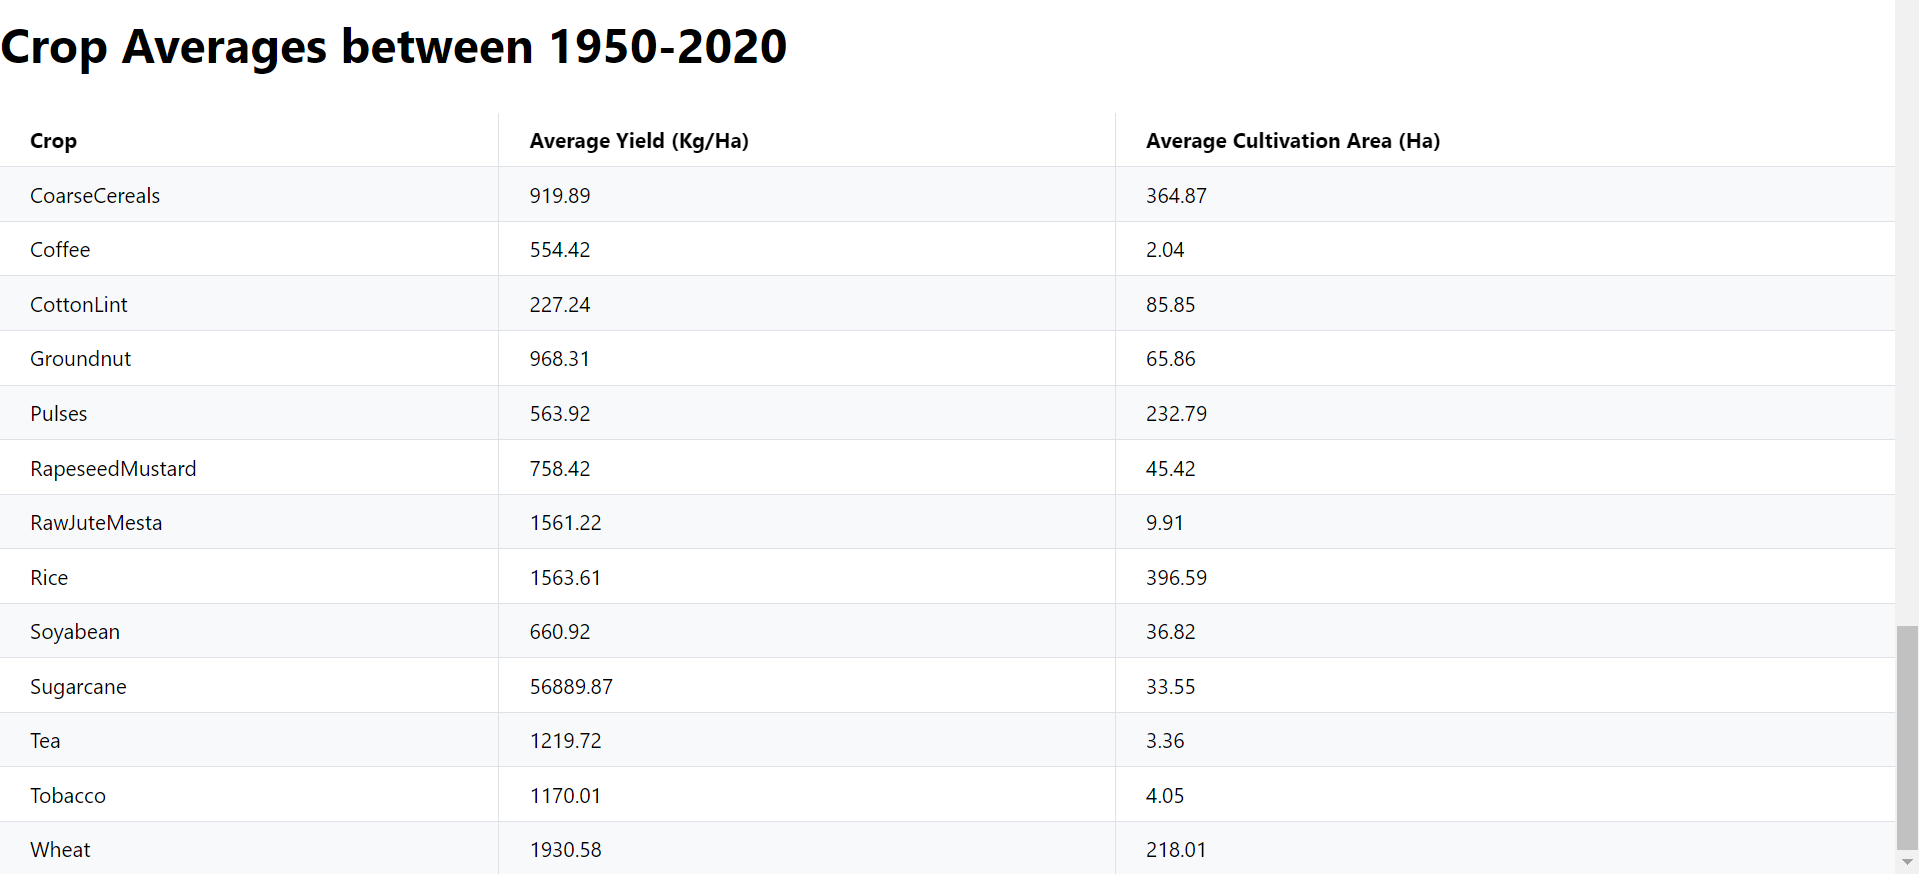 Crop Averages between 1950-2020
Crop Average Yield (Kg/Ha) Average Cultivation Area (Ha)
CoarseCereals 919.89 364.87
Coffee 554.42 2.04
CottonLint 227.24 85.85
Groundnut 968.31 65.86
Pulses 563.92 232.79
RapeseedMustard 758.42 45.42
RawJuteMesta 1561.22 9.91
Rice 1563.61 396.59
Soyabean 660.92 36.82
Sugarcane 56889.87 33.55
Tea 1219.72 3.36
Tobacco 1170.01 4.05
Wheat 1930.58 218.01